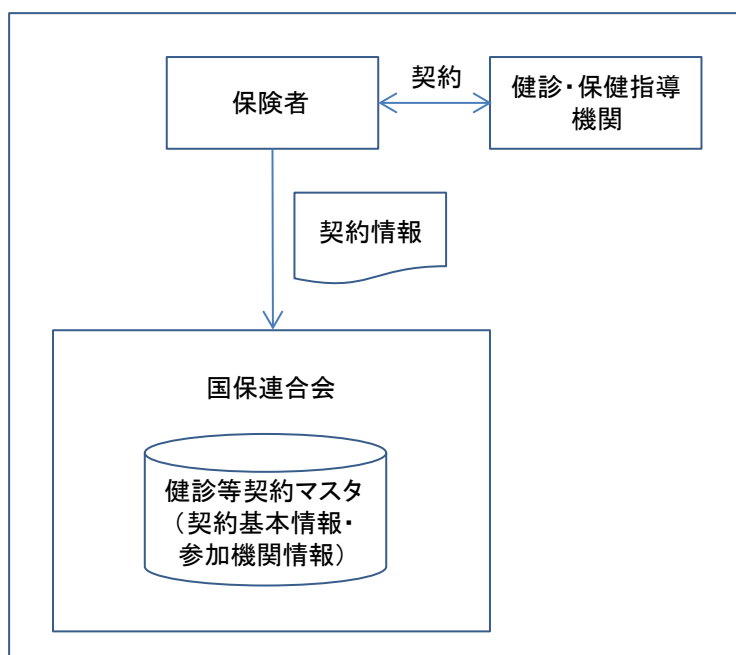 契約
保険者
健診・保健指導
機関
契約情報
国保連合会
健診等契約マスタ
（契約基本情報・
参加機関情報）